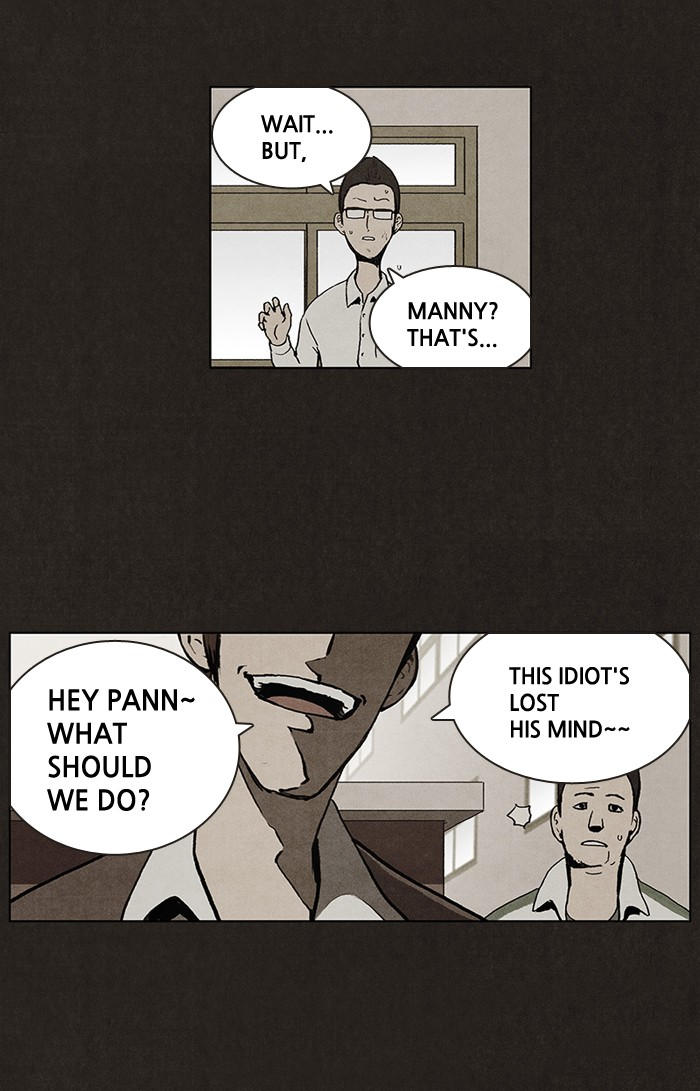 WAIT...
BUT,
MANNY?
THAT'S...
HEY PANN~
WHAT
SHOULD
WE DO?
THIS IDIOT'S
LOST
HIS MIND~~